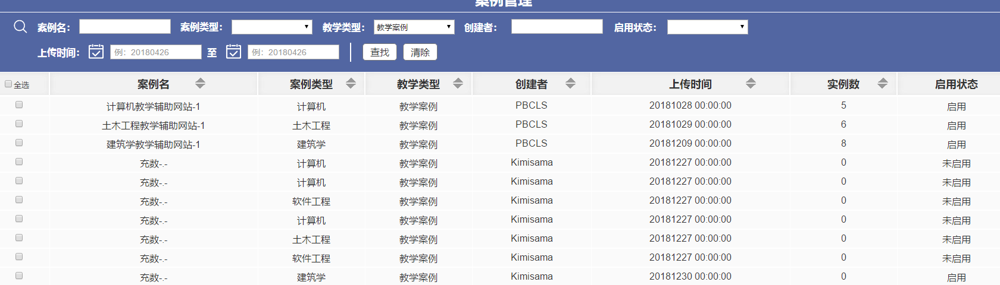 案例管理
案例名： 案例类型： 教学类型： 教学案例 创建者： 启用状态：
上传时间： 例：20180426 至 例：20180426 查找 清除
全选 案例名 案例类型 教学类型 创建者 上传时间 实例数 启用状态
计算机教学辅助网站-1 计算机 教学案例 PBCLS 20181028 00:00:00 5 启用
土木工程教学辅助网站-1 土木工程 教学案例 PBCLS 20181029 00:00:00 6 启用
建筑学教学辅助网站-1 建筑学 教学案例 PBCLS 20181209 00:00:00 8 启用
充数-.- 计算机 教学案例 Kimisama 20181227 00:00:00 0 未启用
充数-.- 计算机 教学案例 Kimisama 20181227 00:00:00 0 未启用
充数-.- 软件工程 教学案例 Kimisama 20181227 00:00:00 0 未启用
充数-.- 计算机 教学案例 Kimisama 20181227 00:00:00 0 未启用
充数-.- 土木工程 教学案例 Kimisama 20181227 00:00:00 0 未启用
充数-.- 软件工程 教学案例 Kimisama 20181227 00:00:00 0 未启用
充数-.- 建筑学 教学案例 Kimisama 20181230 00:00:00 0 启用